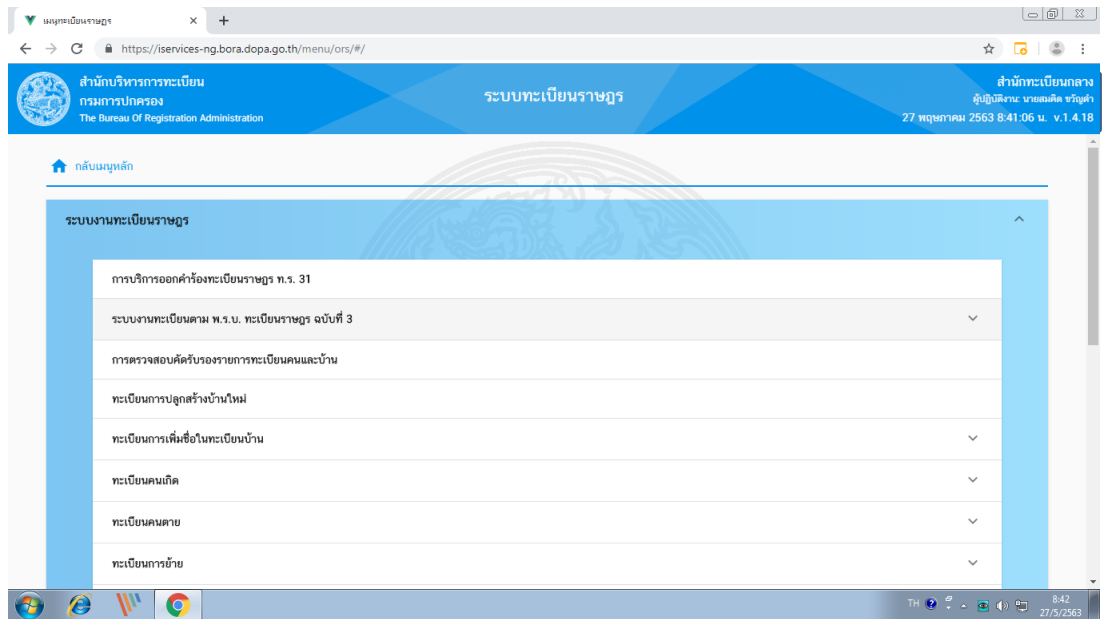 เมนูทะเบียนราษฎร
https://iservices-ng.bora.dopa.go.th/menu/ors/#/
สำนักบริหารการทะเบียน
กรมการปกครอง
The Bureau Of Registration Administration
ระบบทะเบียนราษฎร
สำนักทะเบียนกลาง
ผู้ปฏิบัติงาน: นายสมคิด ขวัญดำ
27 พฤษภาคม 2563 8:41:06 น. v.1.4.18
กลับเมนูหลัก
ระบบงานทะเบียนราษฎร
การบริการออกคำร้องทะเบียนราษฎร ท.ร. 31
ระบบงานทะเบียนตาม พ.ร.บ. ทะเบียนราษฎร ฉบับที่ 3
การตรวจสอบคัดรับรองรายการทะเบียนคนและบ้าน
ทะเบียนการปลูกสร้างบ้านใหม่
ทะเบียนการเพิ่มชื่อในทะเบียนบ้าน
ทะเบียนคนเกิด
ทะเบียนคนตาย
ทะเบียนการย้าย
TH
8:42
27/5/2563